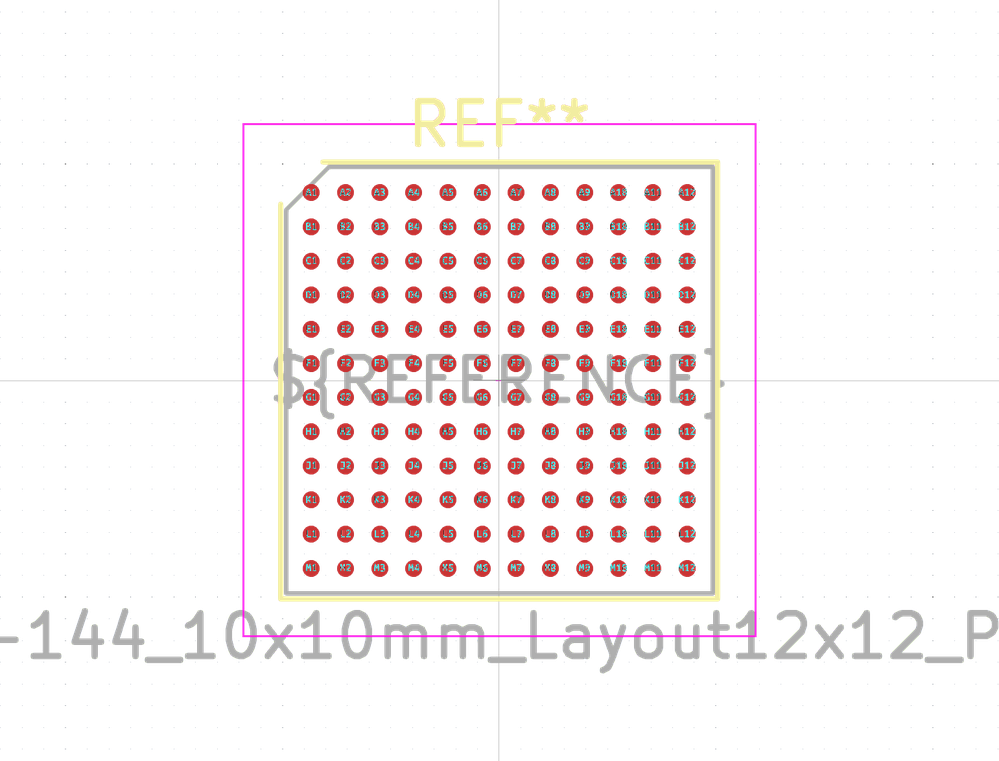 REF**
A1 A2 A3 A4 A5 A6 A7 A8 A9 A10 A11 A12
B1 B2 B3 B4 B5 B6 B7 B8 B9 B10 B11 B12
C1 C2 C3 C4 C5 C6 C7 C8 C9 C10 C11 C12
D1 D2 D3 D4 D5 D6 D7 D8 D9 D10 D11 D12
E1 E2 E3 E4 E5 E6 E7 E8 E9 E10 E11 E12
F1 F2 F3 F4 F5 F6 F7 F8 F9 F10 F11 F12
${REFERENCE}
G1 G2 G3 G4 G5 G6 G7 G8 G9 G10 G11 G12
H1 H2 H3 H4 H5 H6 H7 H8 H9 H10 H11 H12
J1 J2 J3 J4 J5 J6 J7 J8 J9 J10 J11 J12
K1 K2 K3 K4 K5 K6 K7 K8 K9 K10 K11 K12
L1 L2 L3 L4 L5 L6 L7 L8 L9 L10 L11 L12
M1 M2 M3 M4 M5 M6 M7 M8 M9 M10 M11 M12
-144_10x10mm_Layout12x12_P